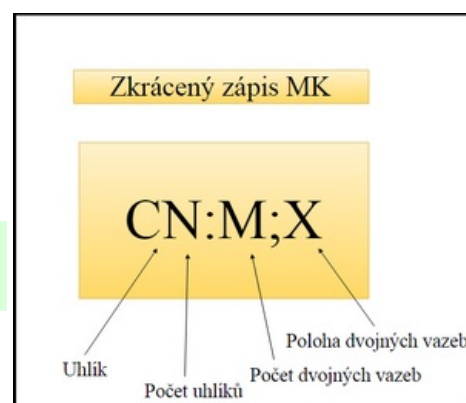 Zkrácený zápis MK
CN:M;X
Poloha dvojných vazeb
Uhlík
Počet dvojných vazeb
Počet uhlíků